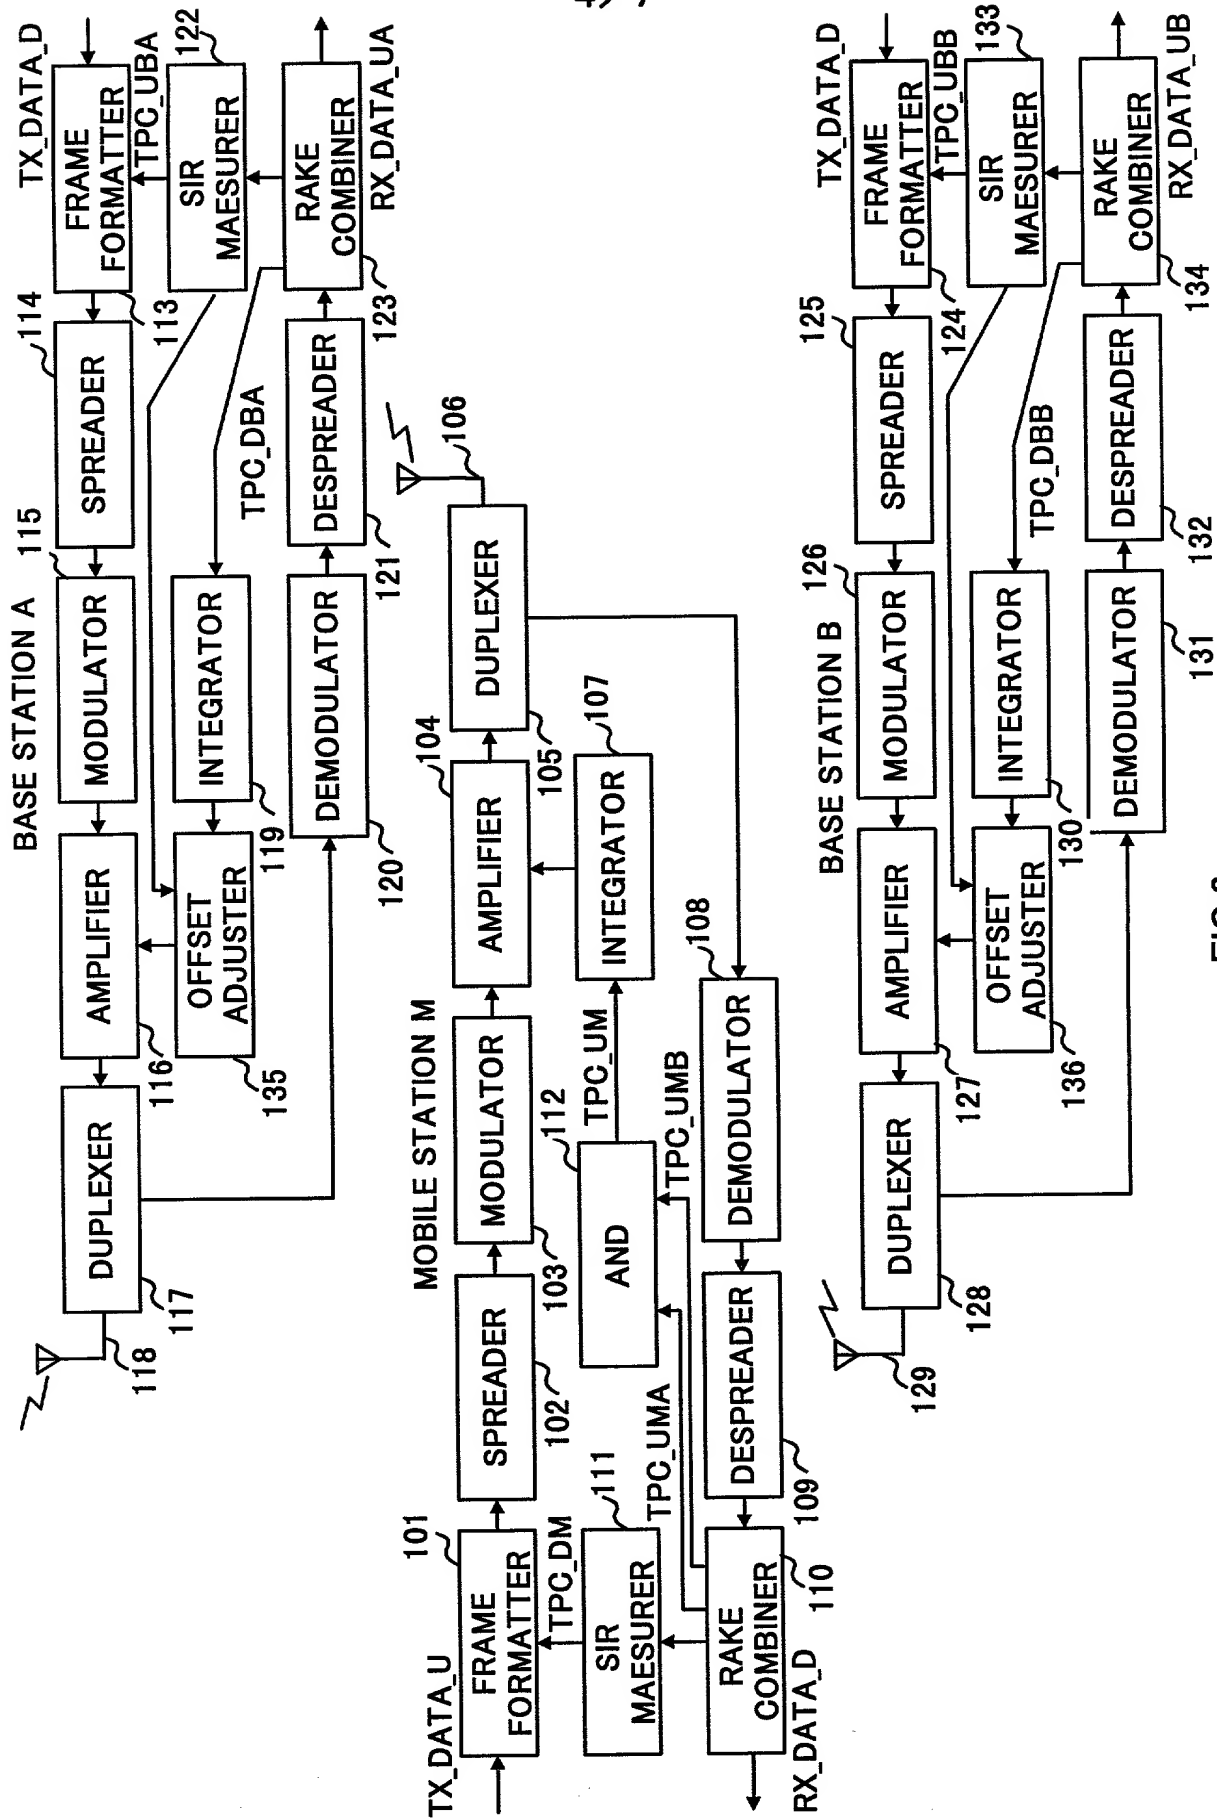 BASE STATION A
TX_DATA_D
FRAME
FORMATTER
113
TPC_UBA
SIR
MAESURER
122
RAKE
COMBINER
123
RX_DATA_UA
SPREADER
114
MODULATOR
115
AMPLIFIER
116
DUPLEXER
117
118
OFFSET
ADJUSTER
135
INTEGRATOR
119
TPC_DBA
DEMODULATOR
120
DESPREADER
121
MOBILE STATION M
TX_DATA_U
FRAME
FORMATTER
101
SPREADER
102
MODULATOR
103
AMPLIFIER
104
DUPLEXER
105
106
TPC_DM
SIR
MAESURER
111
AND
112
TPC_UM
INTEGRATOR
107
TPC_UMA
TPC_UMB
RAKE
COMBINER
110
RX_DATA_D
DESPREADER
109
DEMODULATOR
108
BASE STATION B
TX_DATA_D
FRAME
FORMATTER
124
TPC_UBB
SIR
MAESURER
133
RAKE
COMBINER
134
RX_DATA_UB
SPREADER
125
MODULATOR
126
AMPLIFIER
127
DUPLEXER
128
129
OFFSET
ADJUSTER
136
INTEGRATOR
130
TPC_DBB
DEMODULATOR
131
DESPREADER
132